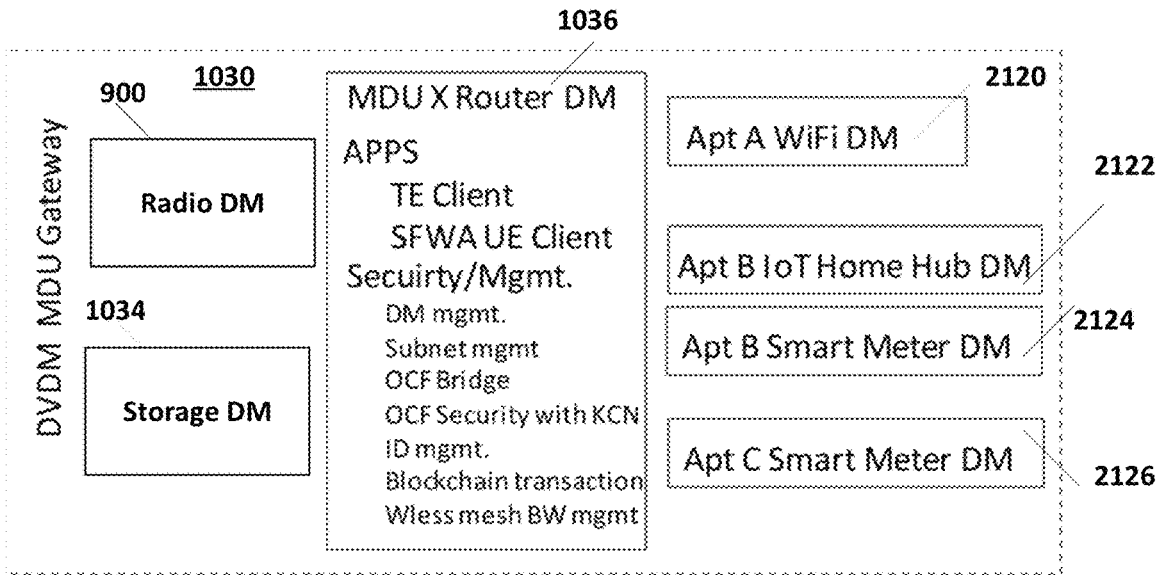 1036
1030
900
DVDM MDU Gateway
Radio DM
1034
Storage DM
MDU X Router DM
APPS
TE Client
SFWA UE Client
Secuirty/Mgmt.
DM mgmt.
Subnet mgmt
OCF Bridge
OCF Security with KCN
ID mgmt.
Blockchain transaction
Wless mesh BW mgmt
2120
Apt A WiFi DM
2122
Apt B IoT Home Hub DM
2124
Apt B Smart Meter DM
Apt C Smart Meter DM
2126